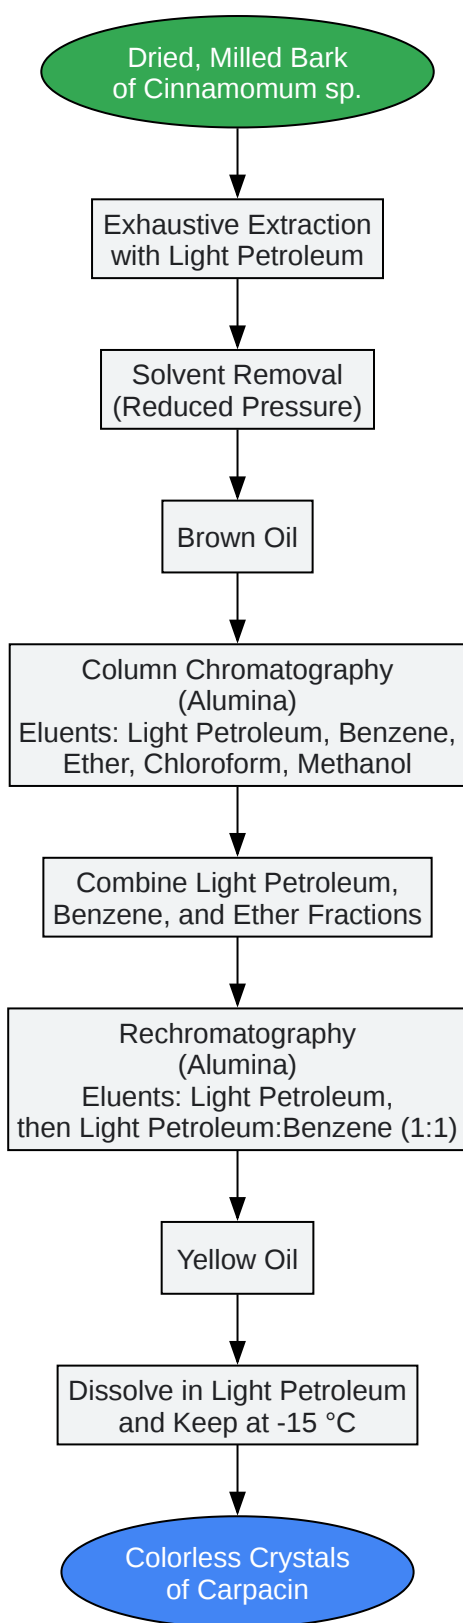 Dried, Milled Bark
of Cinnamomum sp.
Exhaustive Extraction
with Light Petroleum
Solvent Removal
(Reduced Pressure)
Brown Oil
Column Chromatography
(Alumina)
Eluents: Light Petroleum, Benzene,
Ether, Chloroform, Methanol
Combine Light Petroleum,
Benzene, and Ether Fractions
Rechromatography
(Alumina)
Eluents: Light Petroleum,
then Light Petroleum:Benzene (1:1)
Yellow Oil
Dissolve in Light Petroleum
and Keep at -15 °C
Colorless Crystals
of Carpacin